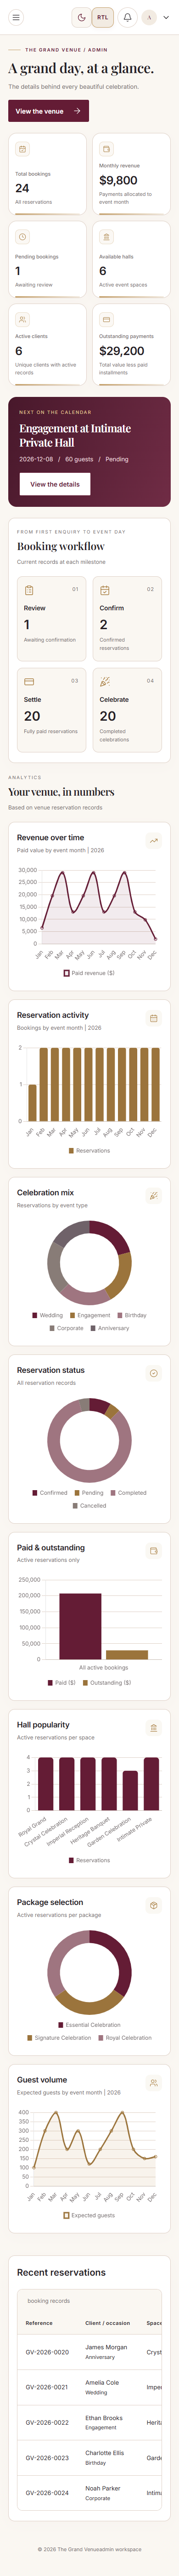 RTL
A
THE GRAND VENUE / ADMIN
A grand day, at a glance.
The details behind every beautiful celebration.
View the venue
Total bookings
24
All reservations
Monthly revenue
$9,800
Payments allocated to
event month
Pending bookings
1
Awaiting review
Available halls
6
Active event spaces
Active clients
6
Unique clients with active
records
Outstanding payments
$29,200
Total value less paid
installments
NEXT ON THE CALENDAR
Engagement at Intimate
Private Hall
2026-12-08 / 60 guests / Pending
View the details
FROM FIRST ENQUIRY TO EVENT DAY
Booking workflow
Current records at each milestone
01
Review
1
Awaiting confirmation
02
Confirm
2
Confirmed
reservations
03
Settle
20
Fully paid reservations
04
Celebrate
20
Completed
celebrations
ANALYTICS
Your venue, in numbers
Based on venue reservation records
Revenue over time
Paid value by event month | 2026
30,000
25,000
20,000
15,000
10,000
5,000
0
Jan Feb Mar Apr May Jun Jul Aug Sep Oct Nov Dec
Paid revenue ($)
Reservation activity
Bookings by event month | 2026
2
1
0
Jan Feb Mar Apr May Jun Jul Aug Sep Oct Nov Dec
Reservations
Celebration mix
Reservations by event type
Wedding Engagement Birthday
Corporate Anniversary
Reservation status
All reservation records
Confirmed Pending Completed
Cancelled
Paid & outstanding
Active reservations only
250,000
200,000
150,000
100,000
50,000
0
All active bookings
Paid ($) Outstanding ($)
Hall popularity
Active reservations per space
4
3
2
1
0
Royal Grand Crystal Celebration Imperial Reception Heritage Banquet Garden Celebration Intimate Private
Reservations
Package selection
Active reservations per package
Essential Celebration
Signature Celebration Royal Celebration
Guest volume
Expected guests by event month | 2026
400
350
300
250
200
150
100
50
0
Jan Feb Mar Apr May Jun Jul Aug Sep Oct Nov Dec
Expected guests
Recent reservations
booking records
Reference Client / occasion Space
GV-2026-0020 James Morgan Cryst
Anniversary
GV-2026-0021 Amelia Cole Imper
Wedding
GV-2026-0022 Ethan Brooks Herita
Engagement
GV-2026-0023 Charlotte Ellis Garde
Birthday
GV-2026-0024 Noah Parker Intima
Corporate
© 2026 The Grand Venueadmin workspace